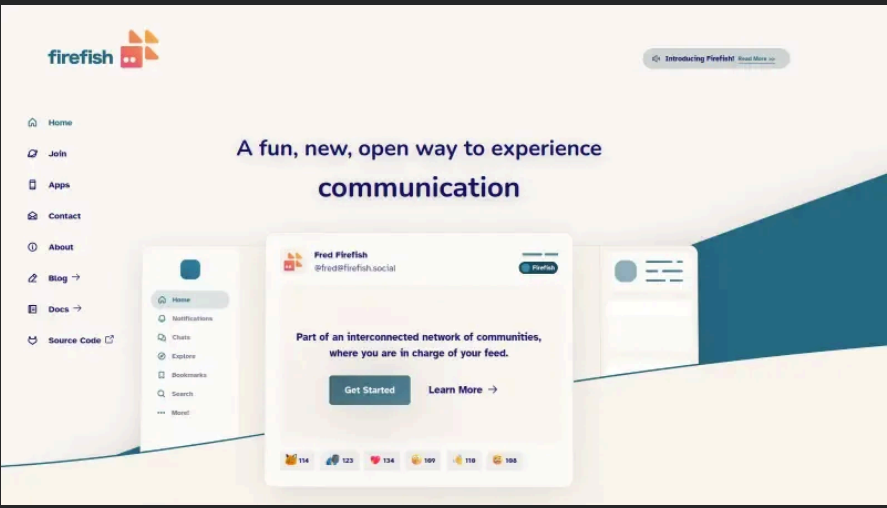 firefish
Introducing Firefish! Read More >>
Home
Join
Apps
Contact
About
Blog →
Docs →
Source Code
A fun, new, open way to experience
communication
Home
Notifications
Chats
Explore
Bookmarks
Search
More!
Fred Firefish
@fred@firefish.social
Firefish
Part of an interconnected network of communities,
where you are in charge of your feed.
Get Started
Learn More →
114 123 134 109 110 108